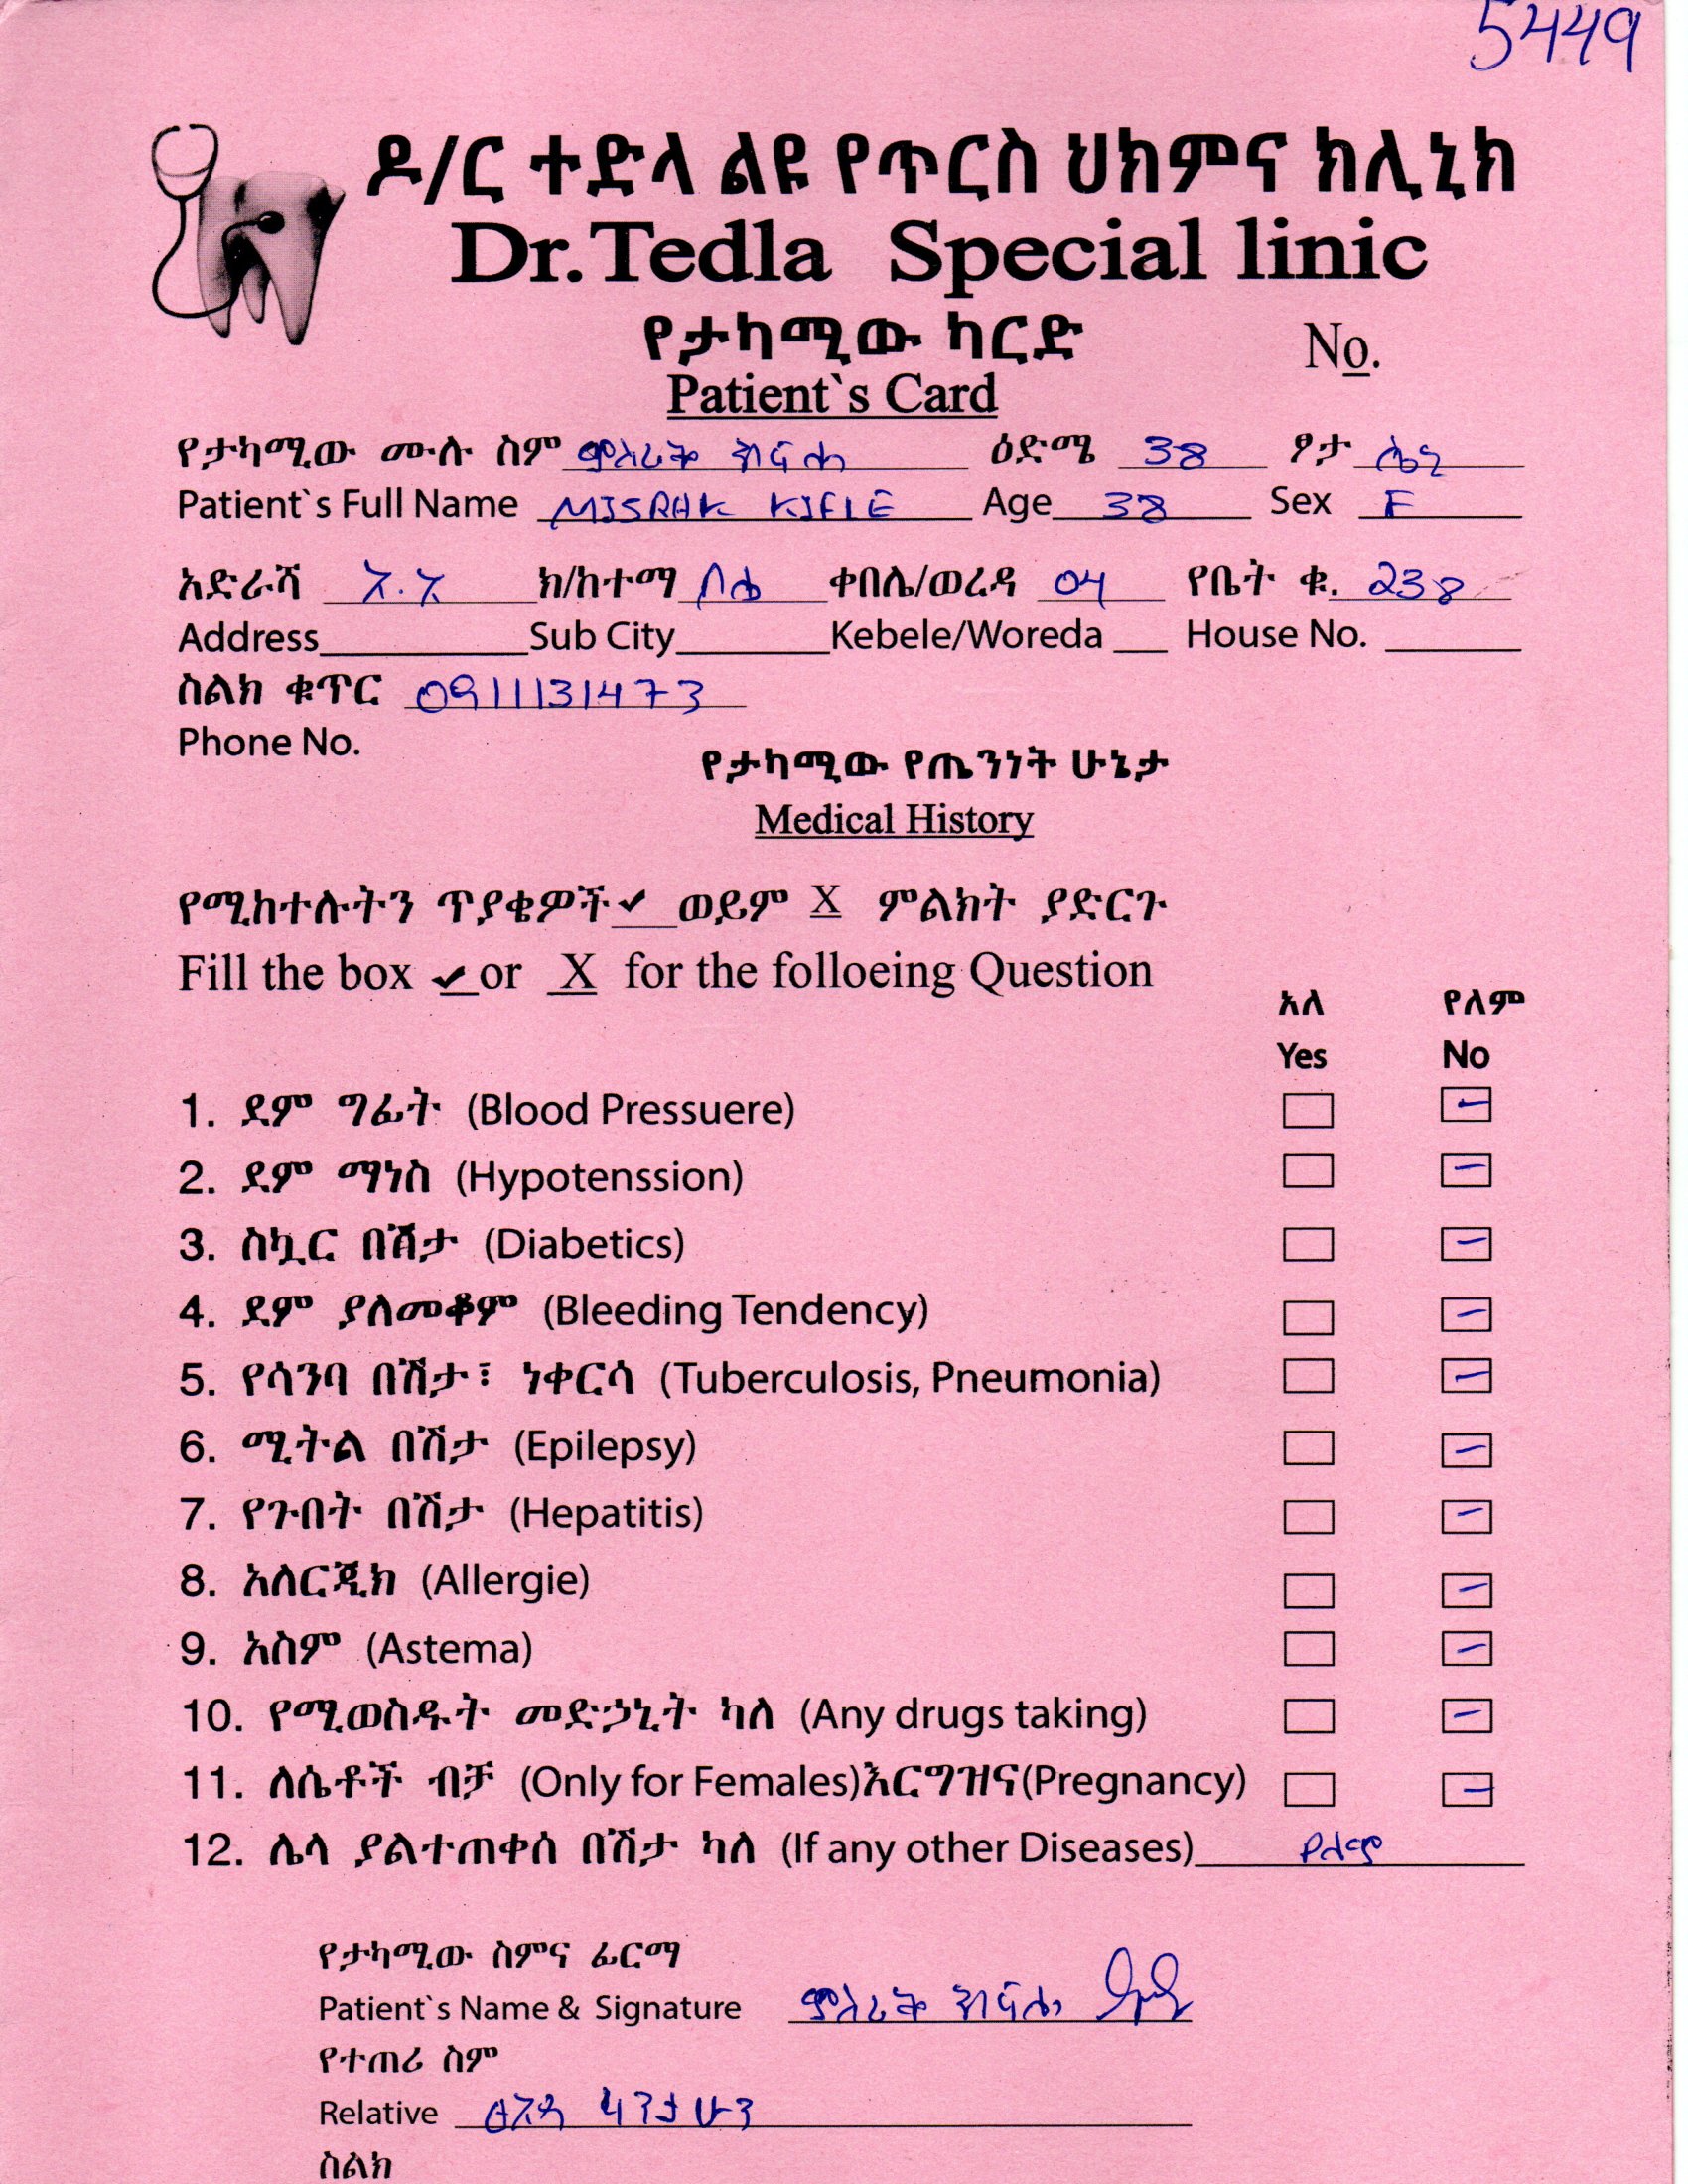 5449
ዶ/ር ተድላ ልዩ የጥርስ ህክምና ክሊኒክ
Dr.Tedla Special linic
የታካሚው ካርድ
No.
Patient`s Card
የታካሚው ሙሉ ስም ምስራቅ ክፍሌ ዕድሜ 38 ፆታ ሴት
Patient`s Full Name MISRAK KIFLE Age 38 Sex F
አድራሻ አ.አ ክ/ከተማ ቦሌ ቀበሌ/ወረዳ 04 የቤት ቁ. 238
Address Sub City Kebele/Woreda House No.
ስልክ ቁጥር 0911131473
Phone No.
የታካሚው የጤንነት ሁኔታ
Medical History
የሚከተሉትን ጥያቄዎች ✓ ወይም X ምልክት ያድርጉ
Fill the box ✓ or X for the folloeing Question
አለ የለም
Yes No
1. ደም ግፊት (Blood Pressuere)
2. ደም ማነስ (Hypotenssion)
3. ስኳር በሽታ (Diabetics)
4. ደም ያለመቆም (Bleeding Tendency)
5. የሳንባ በሽታ፣ ነቀርሳ (Tuberculosis, Pneumonia)
6. ሚትል በሽታ (Epilepsy)
7. የጉበት በሽታ (Hepatitis)
8. አለርጂክ (Allergie)
9. አስም (Astema)
10. የሚወስዱት መድኃኒት ካለ (Any drugs taking)
11. ለሴቶች ብቻ (Only for Females)እርግዝና(Pregnancy)
12. ሌላ ያልተጠቀሰ በሽታ ካለ (If any other Diseases) የለም
የታካሚው ስምና ፊርማ
Patient`s Name & Signature ምስራቅ ክፍሌ
የተጠሪ ስም
Relative
ስልክ